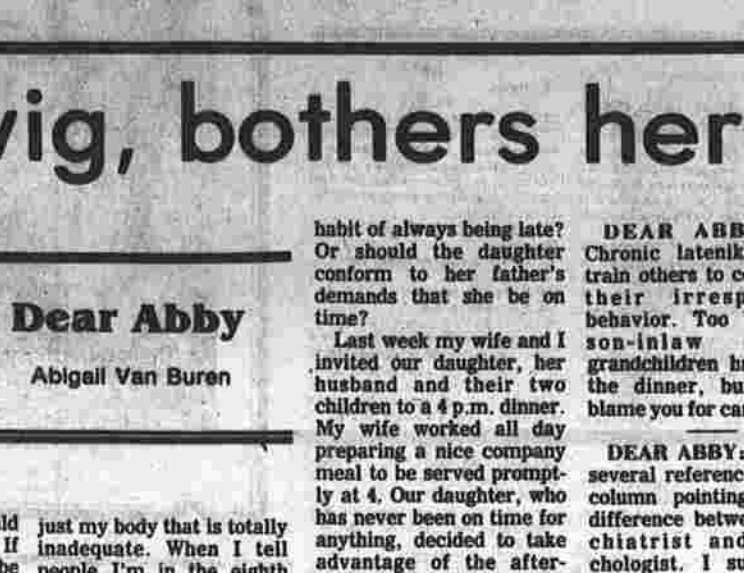 ig, bothers her
Dear Abby
Abigail Van Buren
ld
If
be
just my body that is totally
inadequate. When I tell
people I'm in the eighth
habit of always being late?
Or should the daughter
conform to her father's
demands that she be on
time?
Last week my wife and I
invited our daughter, her
husband and their two
children to a 4 p.m. dinner.
My wife worked all day
preparing a nice company
meal to be served prompt-
ly at 4. Our daughter, who
has never been on time for
anything, decided to take
advantage of the after-
DEAR ABB
Chronic latenik
train others to c
their irresp
behavior. Too
son-inlaw
grandchildren h
the dinner, bu
blame you for ca
DEAR ABBY:
several referenc
column pointing
difference betwe
chiatrist and
chologist. I su